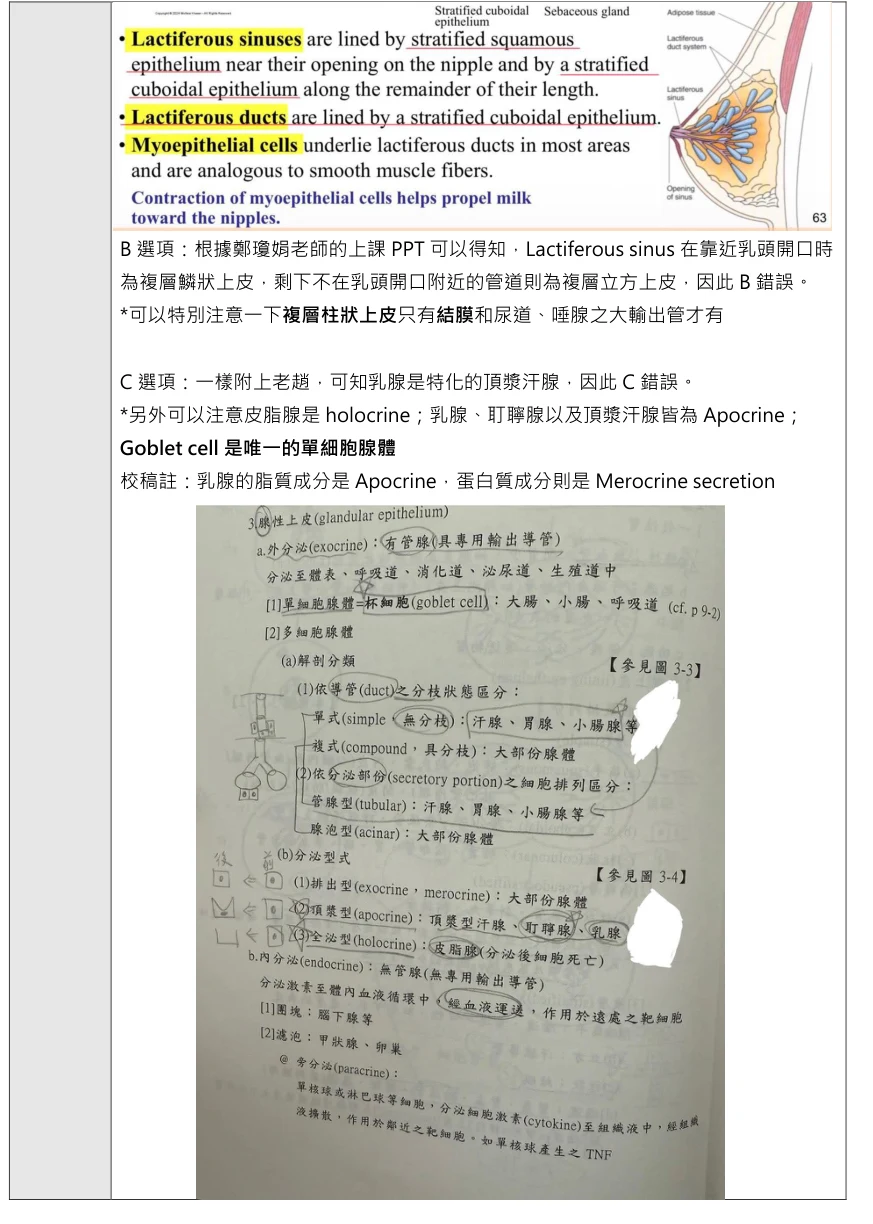 Stratified cuboidal
epithelium
Sebaceous gland
Adipose tissue
Lactiferous
duct system
Lactiferous
sinus
Opening
of sinus
• Lactiferous sinuses are lined by stratified squamous
epithelium near their opening on the nipple and by a stratified
cuboidal epithelium along the remainder of their length.
• Lactiferous ducts are lined by a stratified cuboidal epithelium.
• Myoepithelial cells underlie lactiferous ducts in most areas
and are analogous to smooth muscle fibers.
Contraction of myoepithelial cells helps propel milk
toward the nipples.
63
B 選項：根據鄭瓊娟老師的上課 PPT 可以得知，Lactiferous sinus 在靠近乳頭開口時
為複層鱗狀上皮，剩下不在乳頭開口附近的管道則為複層立方上皮，因此 B 錯誤。
*可以特別注意一下複層柱狀上皮只有結膜和尿道、唾腺之大輸出管才有
C 選項：一樣附上老趙，可知乳腺是特化的頂漿汗腺，因此 C 錯誤。
*另外可以注意皮脂腺是 holocrine；乳腺、耵聹腺以及頂漿汗腺皆為 Apocrine；
Goblet cell 是唯一的單細胞腺體
校稿註：乳腺的脂質成分是 Apocrine，蛋白質成分則是 Merocrine secretion
3.腺性上皮(glandular epithelium)
a.外分泌(exocrine)：有管腺(具專用輸出導管)
分泌至體表、呼吸道、消化道、泌尿道、生殖道中
[1]單細胞腺體=杯細胞(goblet cell)：大腸、小腸、呼吸道 (cf. p 9-2)
[2]多細胞腺體
(a)解剖分類
【參見圖 3-3】
(1)依導管(duct)之分枝狀態區分：
單式(simple，無分枝)：汗腺、胃腺、小腸腺等
複式(compound，具分枝)：大部份腺體
(2)依分泌部份(secretory portion)之細胞排列區分：
管腺型(tubular)：汗腺、胃腺、小腸腺等
腺泡型(acinar)：大部份腺體
(b)分泌型式
【參見圖 3-4】
後 前
(1)排出型(exocrine，merocrine)：大部份腺體
(2)頂漿型(apocrine)：頂漿型汗腺、耵聹腺、乳腺
(3)全泌型(holocrine)：皮脂腺(分泌後細胞死亡)
b.內分泌(endocrine)：無管腺(無專用輸出導管)
分泌激素至體內血液循環中，經血液運送，作用於遠處之靶細胞
[1]團塊：腦下腺等
[2]濾泡：甲狀腺、卵巢
@ 旁分泌(paracrine)：
單核球或淋巴球等細胞，分泌細胞激素(cytokine)至組織液中，經組織
液擴散，作用於鄰近之靶細胞。如單核球產生之 TNF